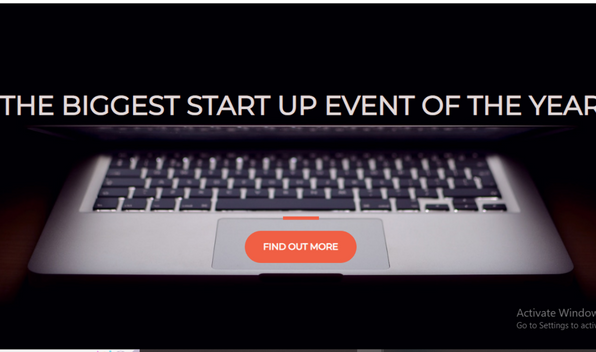 THE BIGGEST START UP EVENT OF THE YEAR
FIND OUT MORE
Activate Window
Go to Settings to activ